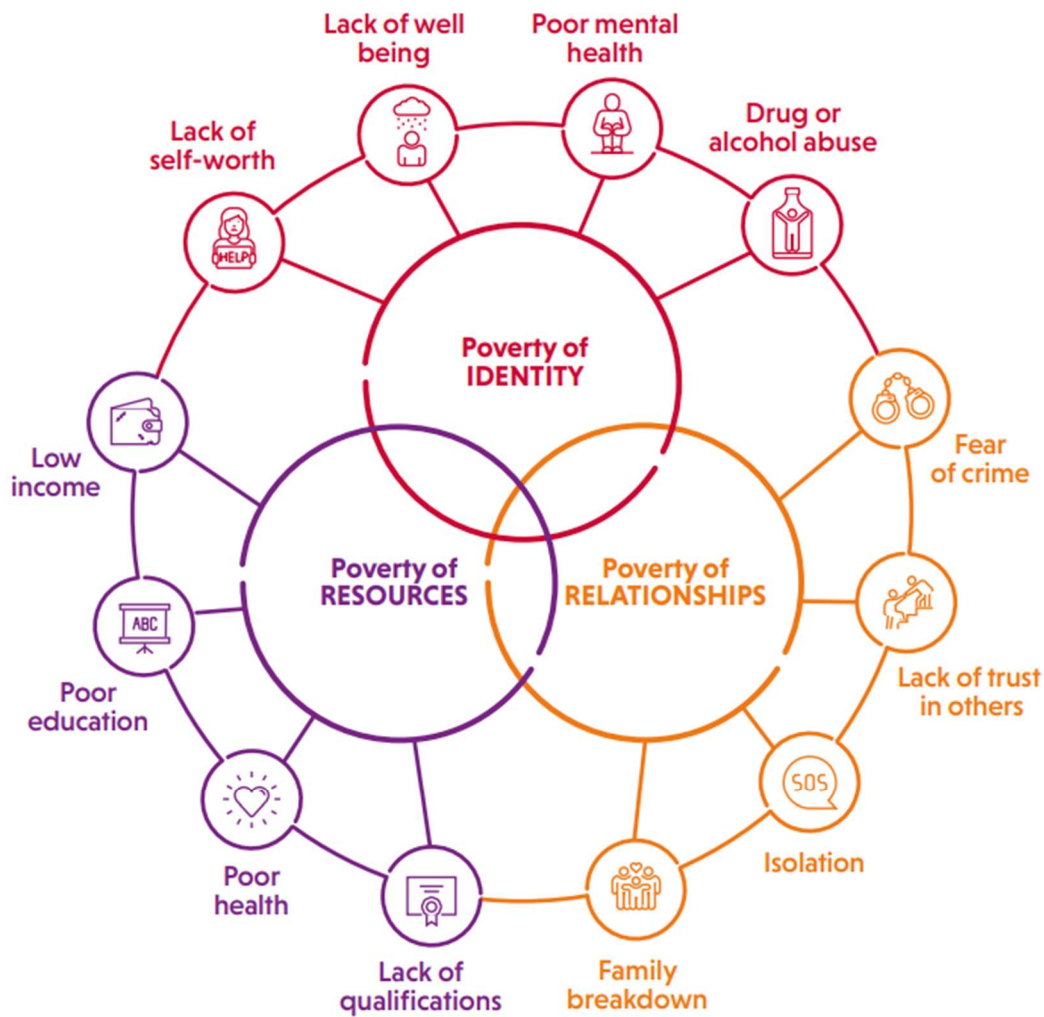 Lack of well
being
Poor mental
health
Drug or
alcohol abuse
Lack of
self-worth
HELP
Poverty of
IDENTITY
Low
income
Fear
of crime
Poverty of
RESOURCES
Poverty of
RELATIONSHIPS
ABC
Poor
education
Lack of trust
in others
SOS
Isolation
Poor
health
Lack of
qualifications
Family
breakdown